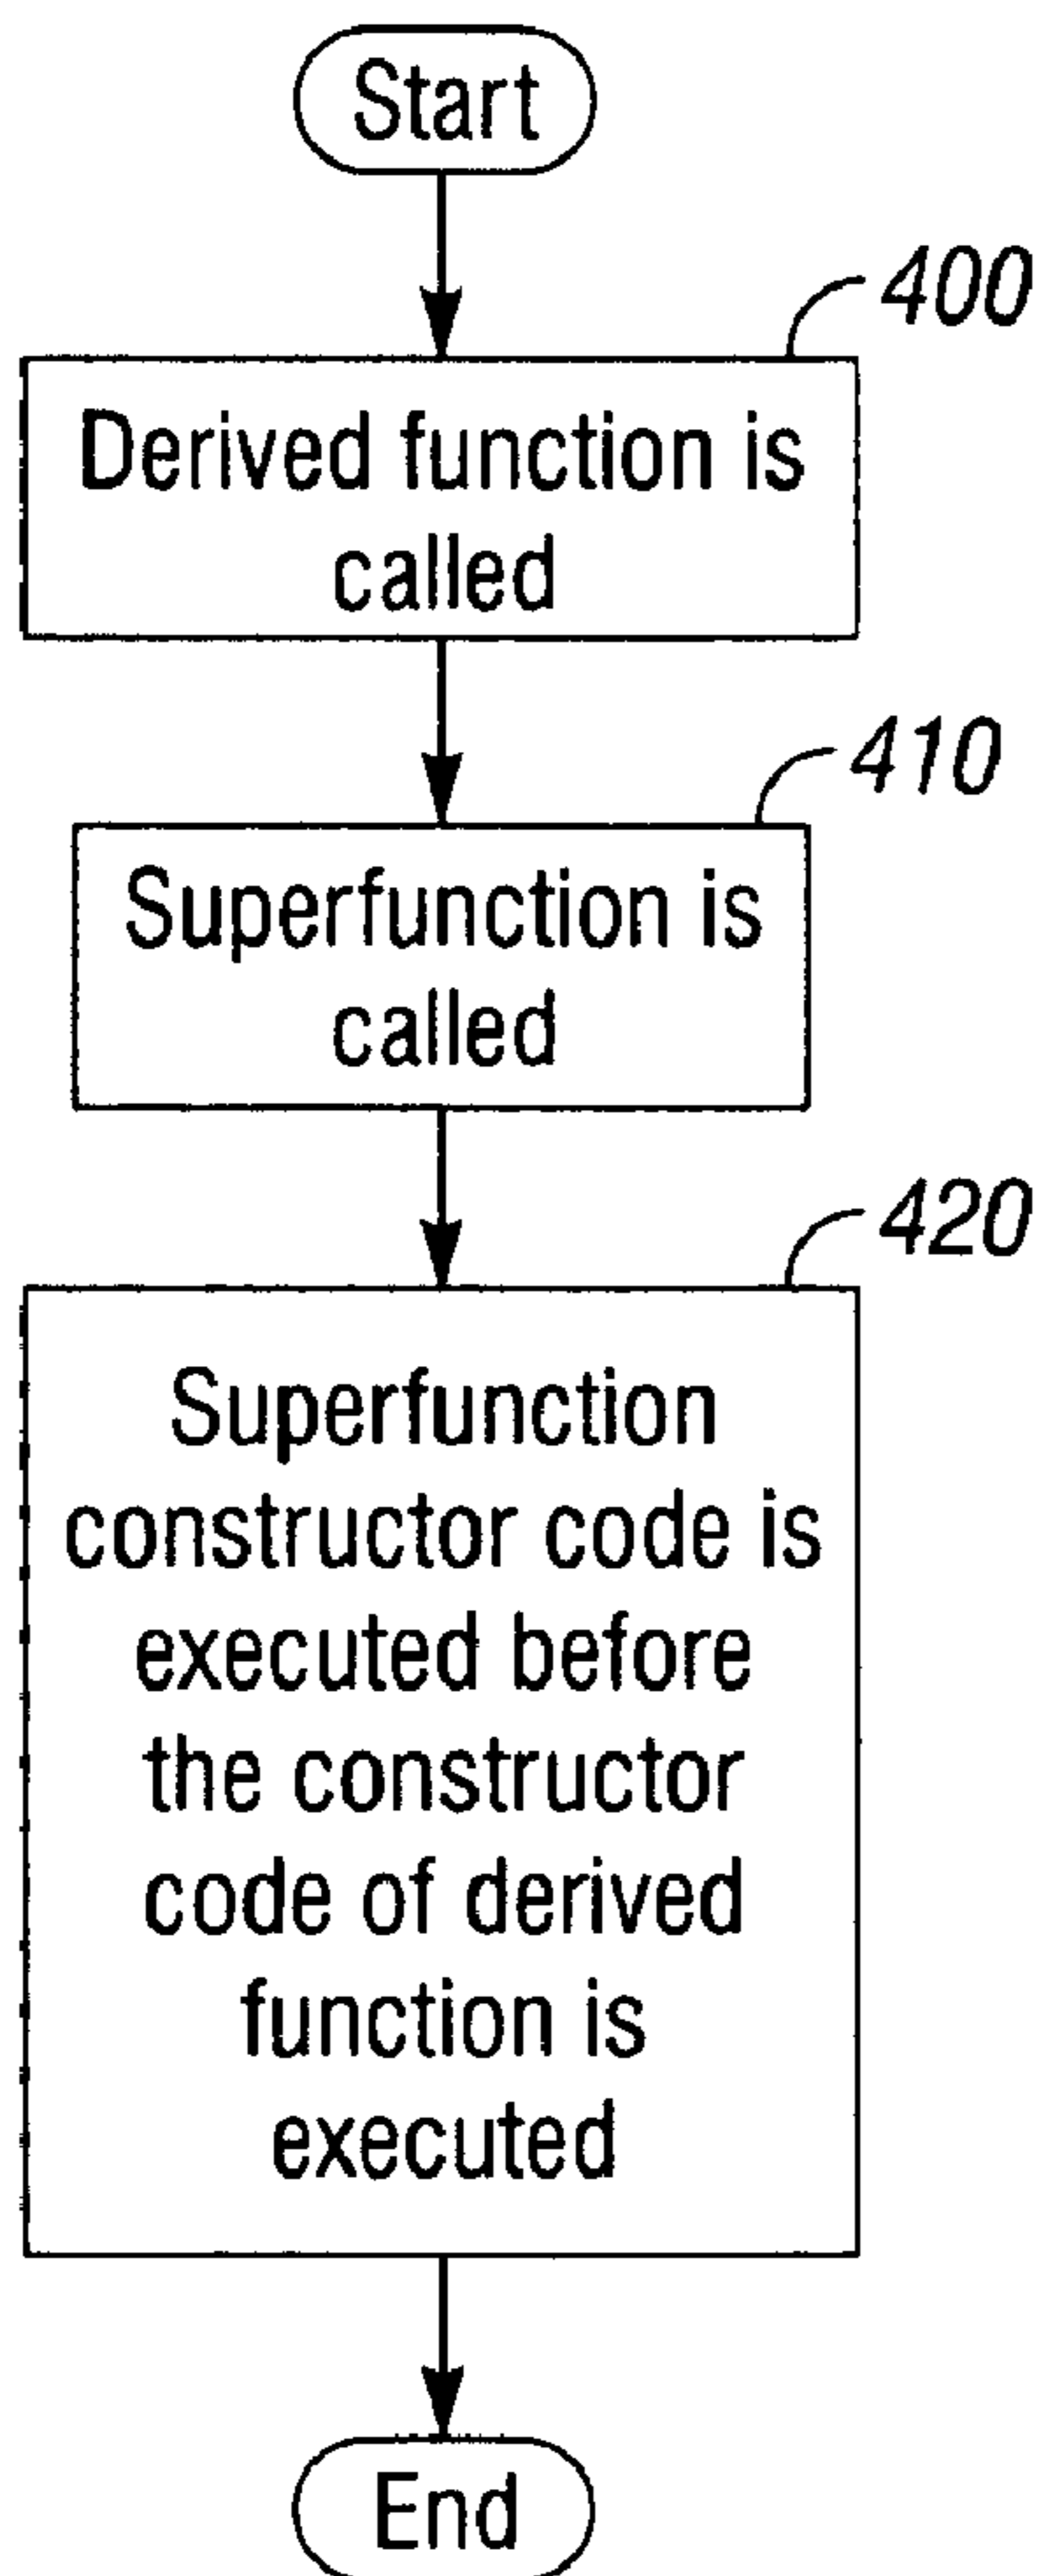 Start
400
Derived function is
called
410
Superfunction is
called
420
Superfunction
constructor code is
executed before
the constructor
code of derived
function is
executed
End